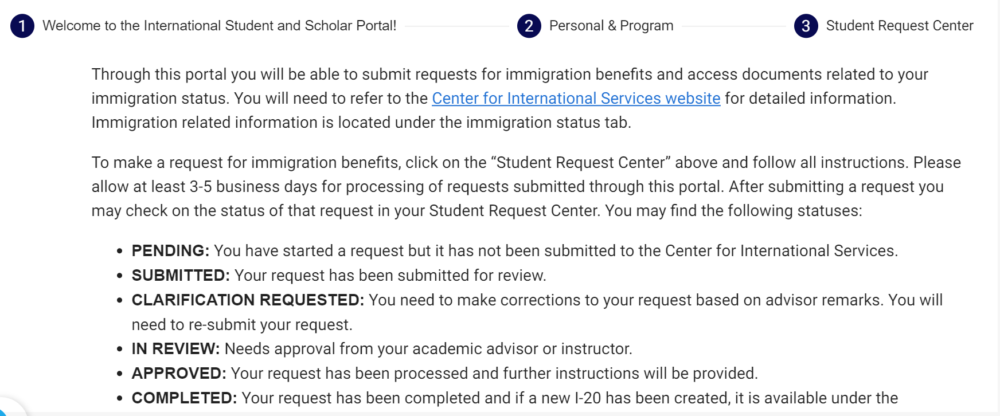 1 Welcome to the International Student and Scholar Portal! 2 Personal & Program 3 Student Request Center
Through this portal you will be able to submit requests for immigration benefits and access documents related to your
immigration status. You will need to refer to the Center for International Services website for detailed information.
Immigration related information is located under the immigration status tab.
To make a request for immigration benefits, click on the “Student Request Center” above and follow all instructions. Please
allow at least 3-5 business days for processing of requests submitted through this portal. After submitting a request you
may check on the status of that request in your Student Request Center. You may find the following statuses:
• PENDING: You have started a request but it has not been submitted to the Center for International Services.
• SUBMITTED: Your request has been submitted for review.
• CLARIFICATION REQUESTED: You need to make corrections to your request based on advisor remarks. You will
need to re-submit your request.
• IN REVIEW: Needs approval from your academic advisor or instructor.
• APPROVED: Your request has been processed and further instructions will be provided.
• COMPLETED: Your request has been completed and if a new I-20 has been created, it is available under the